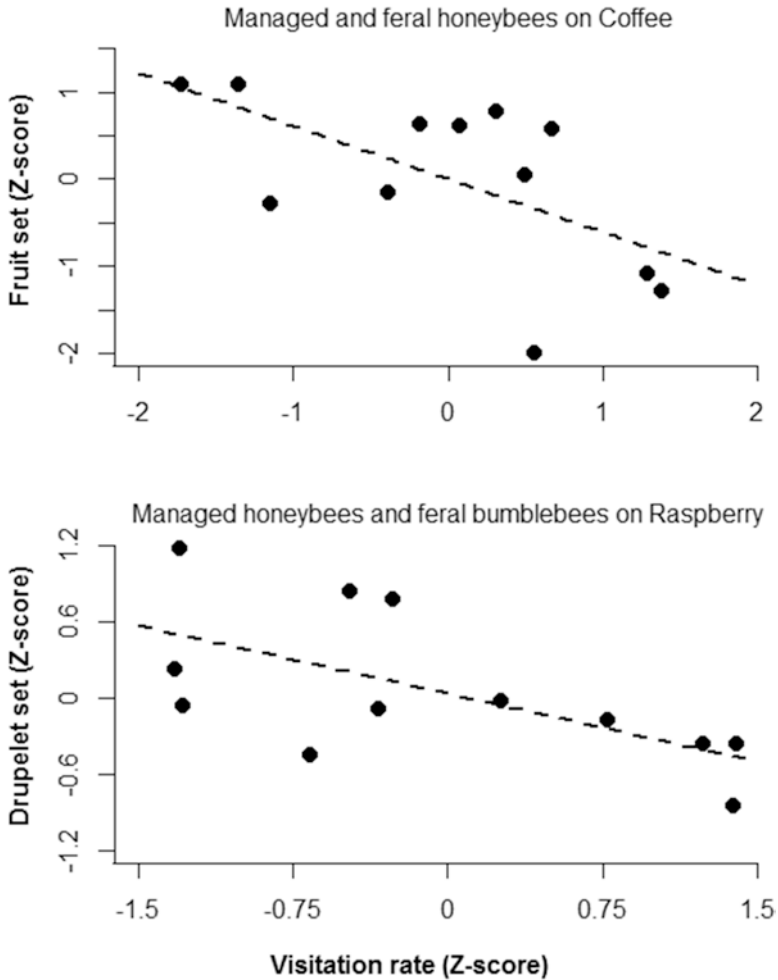 Managed and feral honeybees on Coffee
Fruit set (Z-score)
1
0
-1
-2
-2 -1 0 1 2
Managed honeybees and feral bumblebees on Raspberry
Drupelet set (Z-score)
1.2
0.6
0
-0.6
-1.2
-1.5 -0.75 0 0.75 1.5
Visitation rate (Z-score)